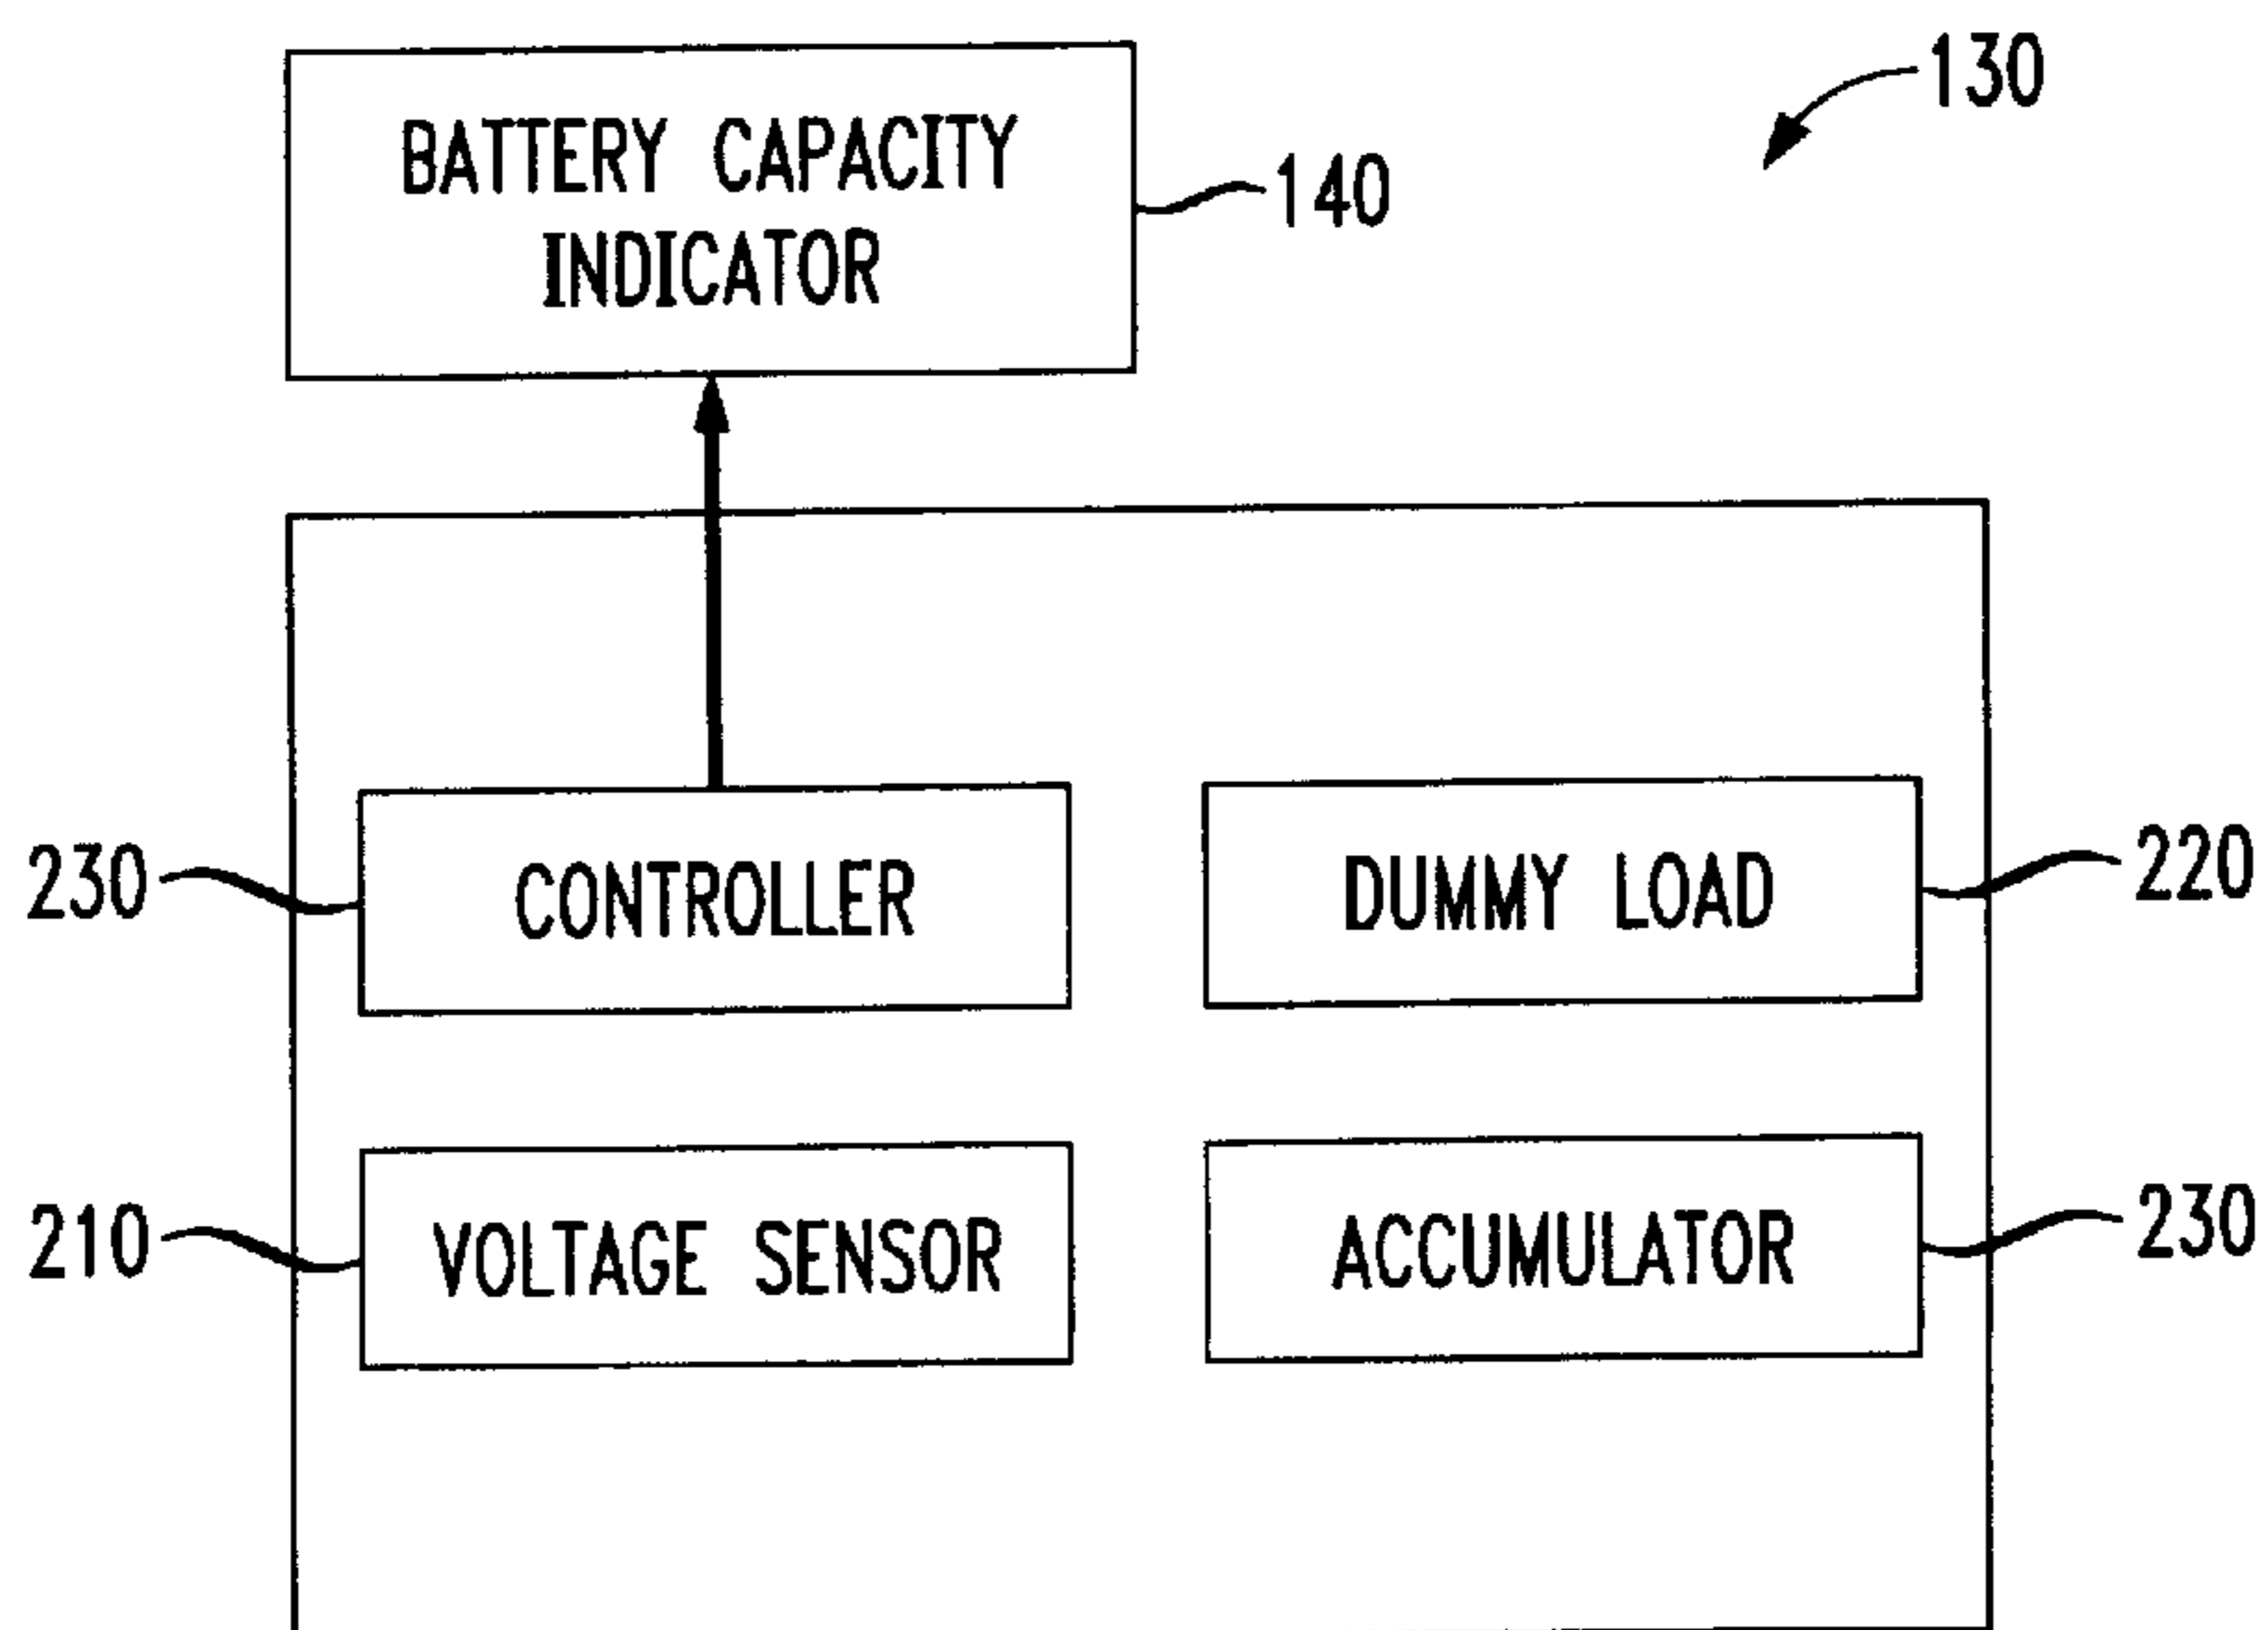 130
BATTERY CAPACITY
INDICATOR
140
230
CONTROLLER
DUMMY LOAD
220
210
VOLTAGE SENSOR
ACCUMULATOR
230